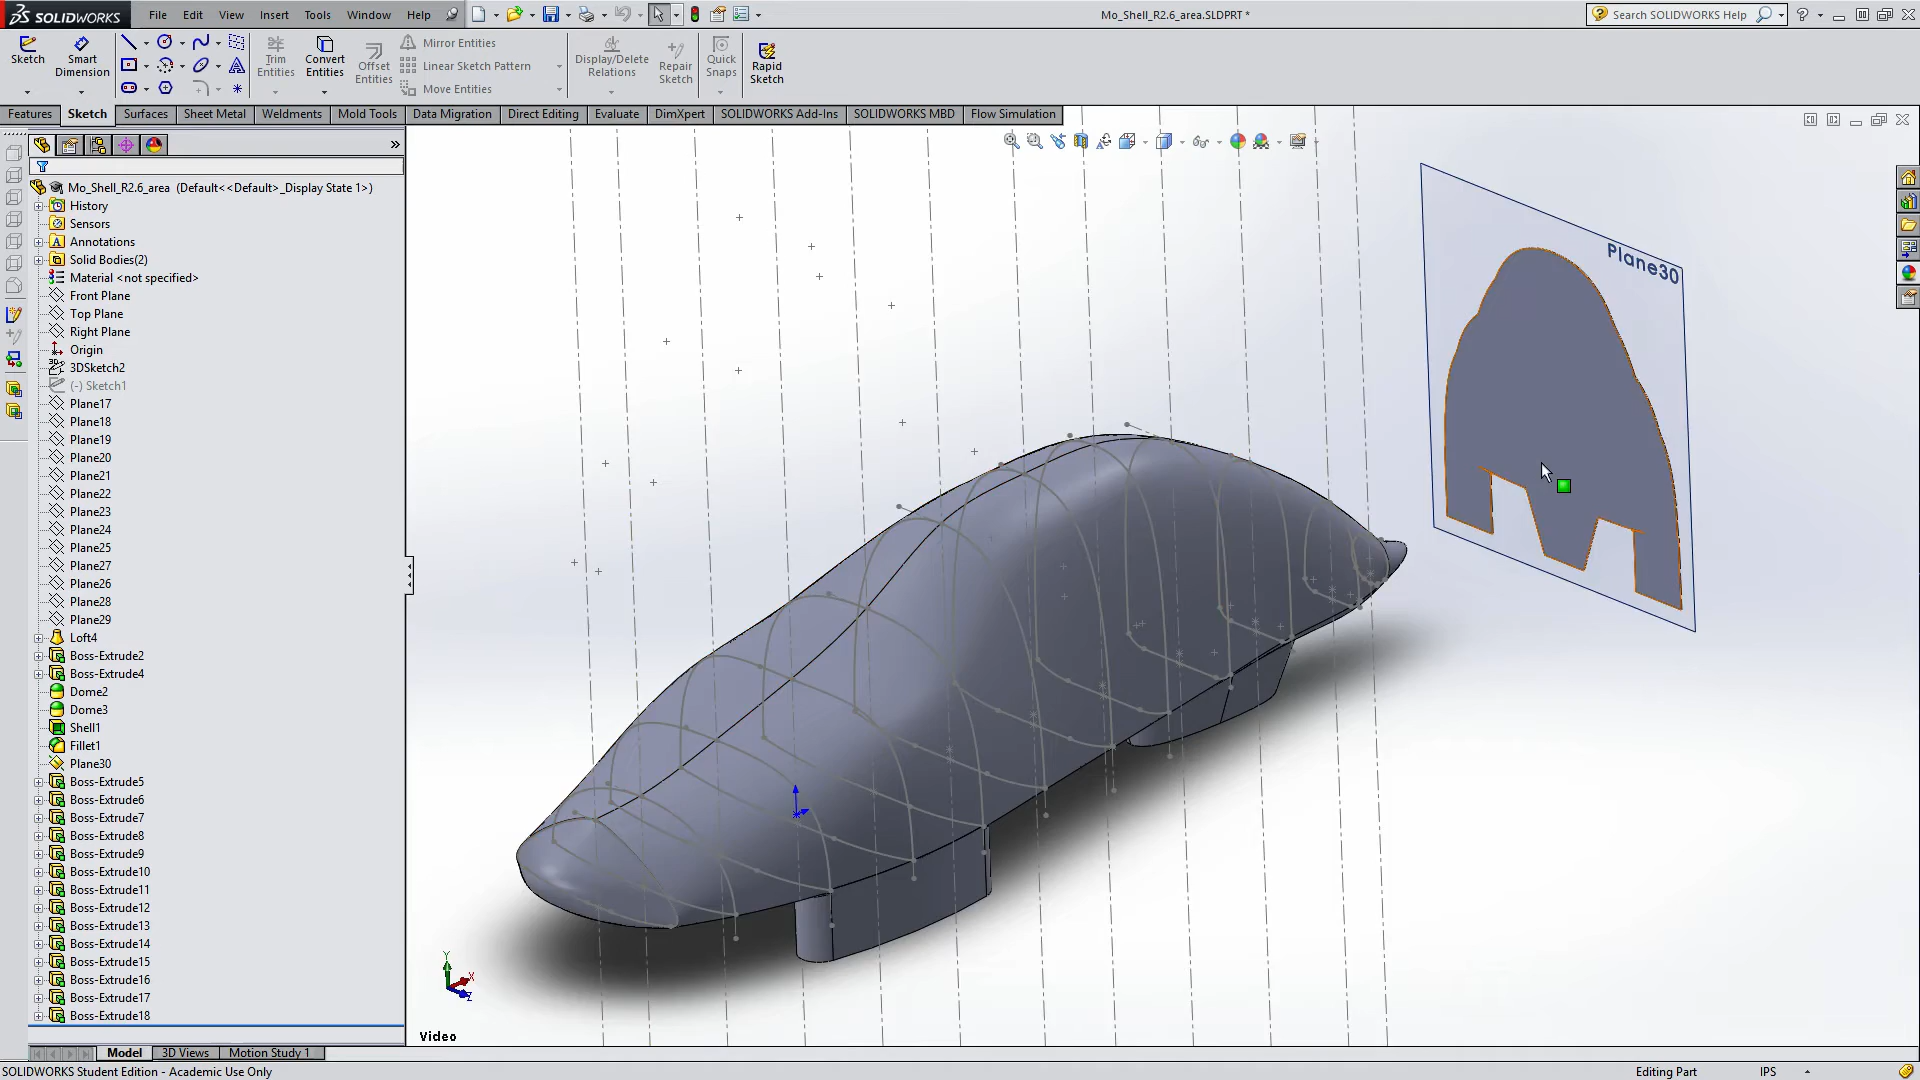 SOLIDWORKS File Edit View Insert Tools Window Help Mo_Shell_R2.6_area.SLDPRT * Search SOLIDWORKS Help
Sketch Smart Dimension Trim Entities Convert Entities Offset Entities Mirror Entities Linear Sketch Pattern Move Entities Display/Delete Relations Repair Sketch Quick Snaps Rapid Sketch
Features Sketch Surfaces Sheet Metal Weldments Mold Tools Data Migration Direct Editing Evaluate DimXpert SOLIDWORKS Add-Ins SOLIDWORKS MBD Flow Simulation
Mo_Shell_R2.6_area (Default<<Default>_Display State 1>)
History
Sensors
Annotations
Solid Bodies(2)
Material <not specified>
Front Plane
Top Plane
Right Plane
Origin
3DSketch2
(-) Sketch1
Plane17
Plane18
Plane19
Plane20
Plane21
Plane22
Plane23
Plane24
Plane25
Plane27
Plane26
Plane28
Plane29
Loft4
Boss-Extrude2
Boss-Extrude4
Dome2
Dome3
Shell1
Fillet1
Plane30
Boss-Extrude5
Boss-Extrude6
Boss-Extrude7
Boss-Extrude8
Boss-Extrude9
Boss-Extrude10
Boss-Extrude11
Boss-Extrude12
Boss-Extrude13
Boss-Extrude14
Boss-Extrude15
Boss-Extrude16
Boss-Extrude17
Boss-Extrude18
Plane30
Y
X
Z
Video
Model 3D Views Motion Study 1
SOLIDWORKS Student Edition - Academic Use Only Editing Part IPS